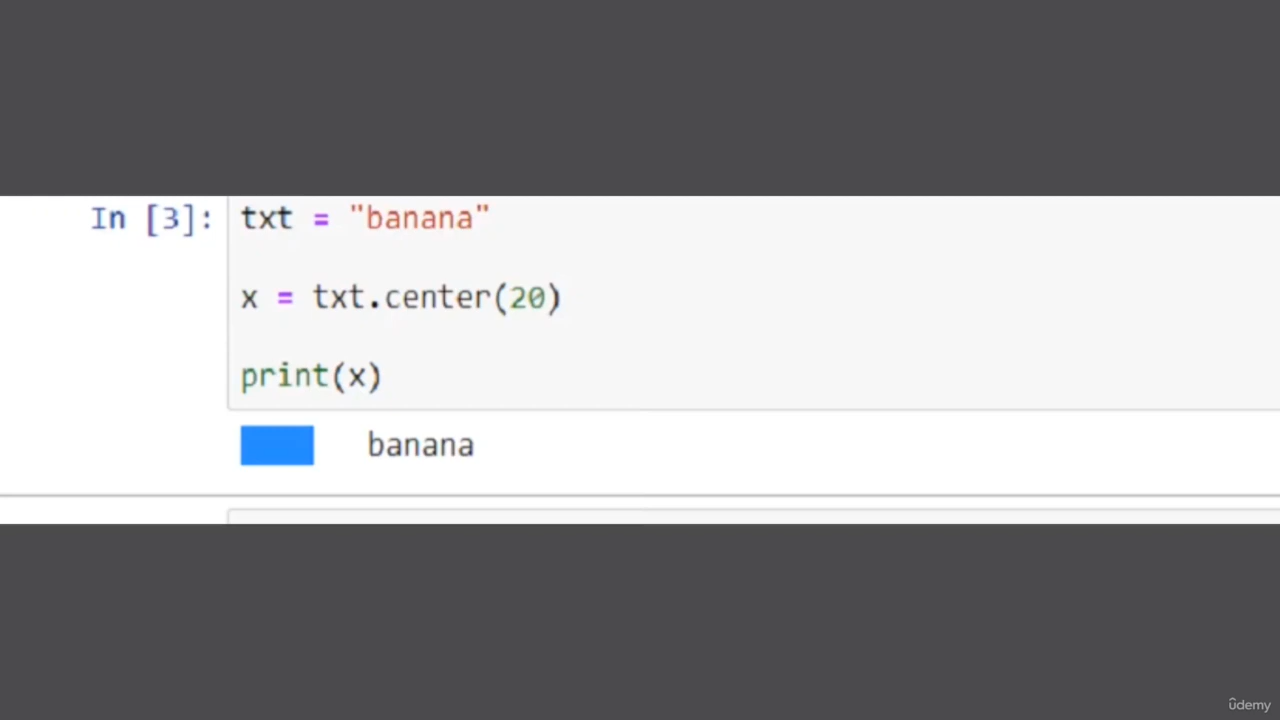 In [3]: txt = "banana"
x = txt.center(20)
print(x)
banana
ûdemy